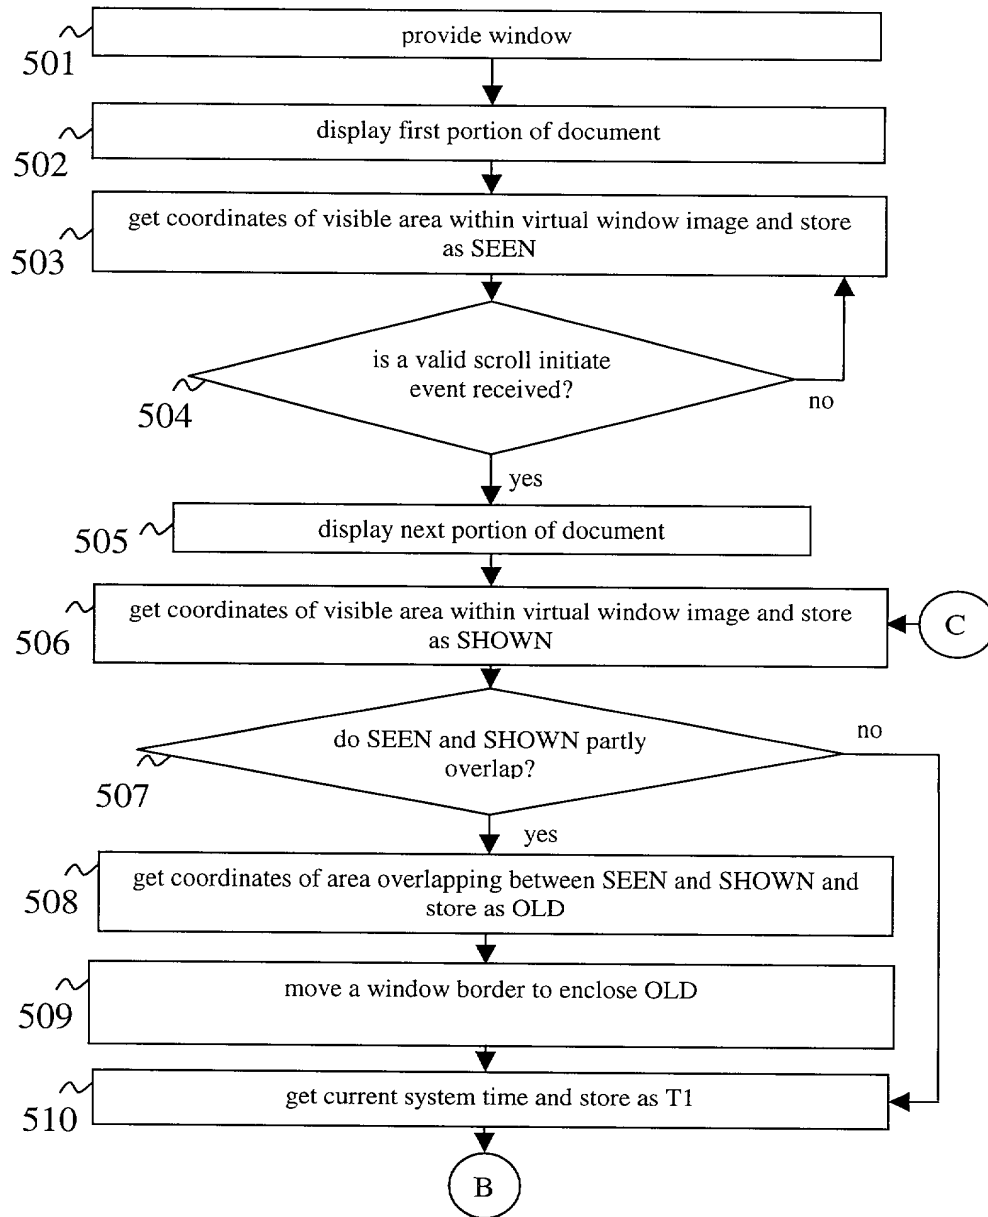 provide window
501
display first portion of document
502
get coordinates of visible area within virtual window image and store
as SEEN
503
is a valid scroll initiate
event received?
no
504
yes
display next portion of document
505
get coordinates of visible area within virtual window image and store
as SHOWN
506
C
do SEEN and SHOWN partly
overlap?
no
507
yes
get coordinates of area overlapping between SEEN and SHOWN and
store as OLD
508
move a window border to enclose OLD
509
get current system time and store as T1
510
B